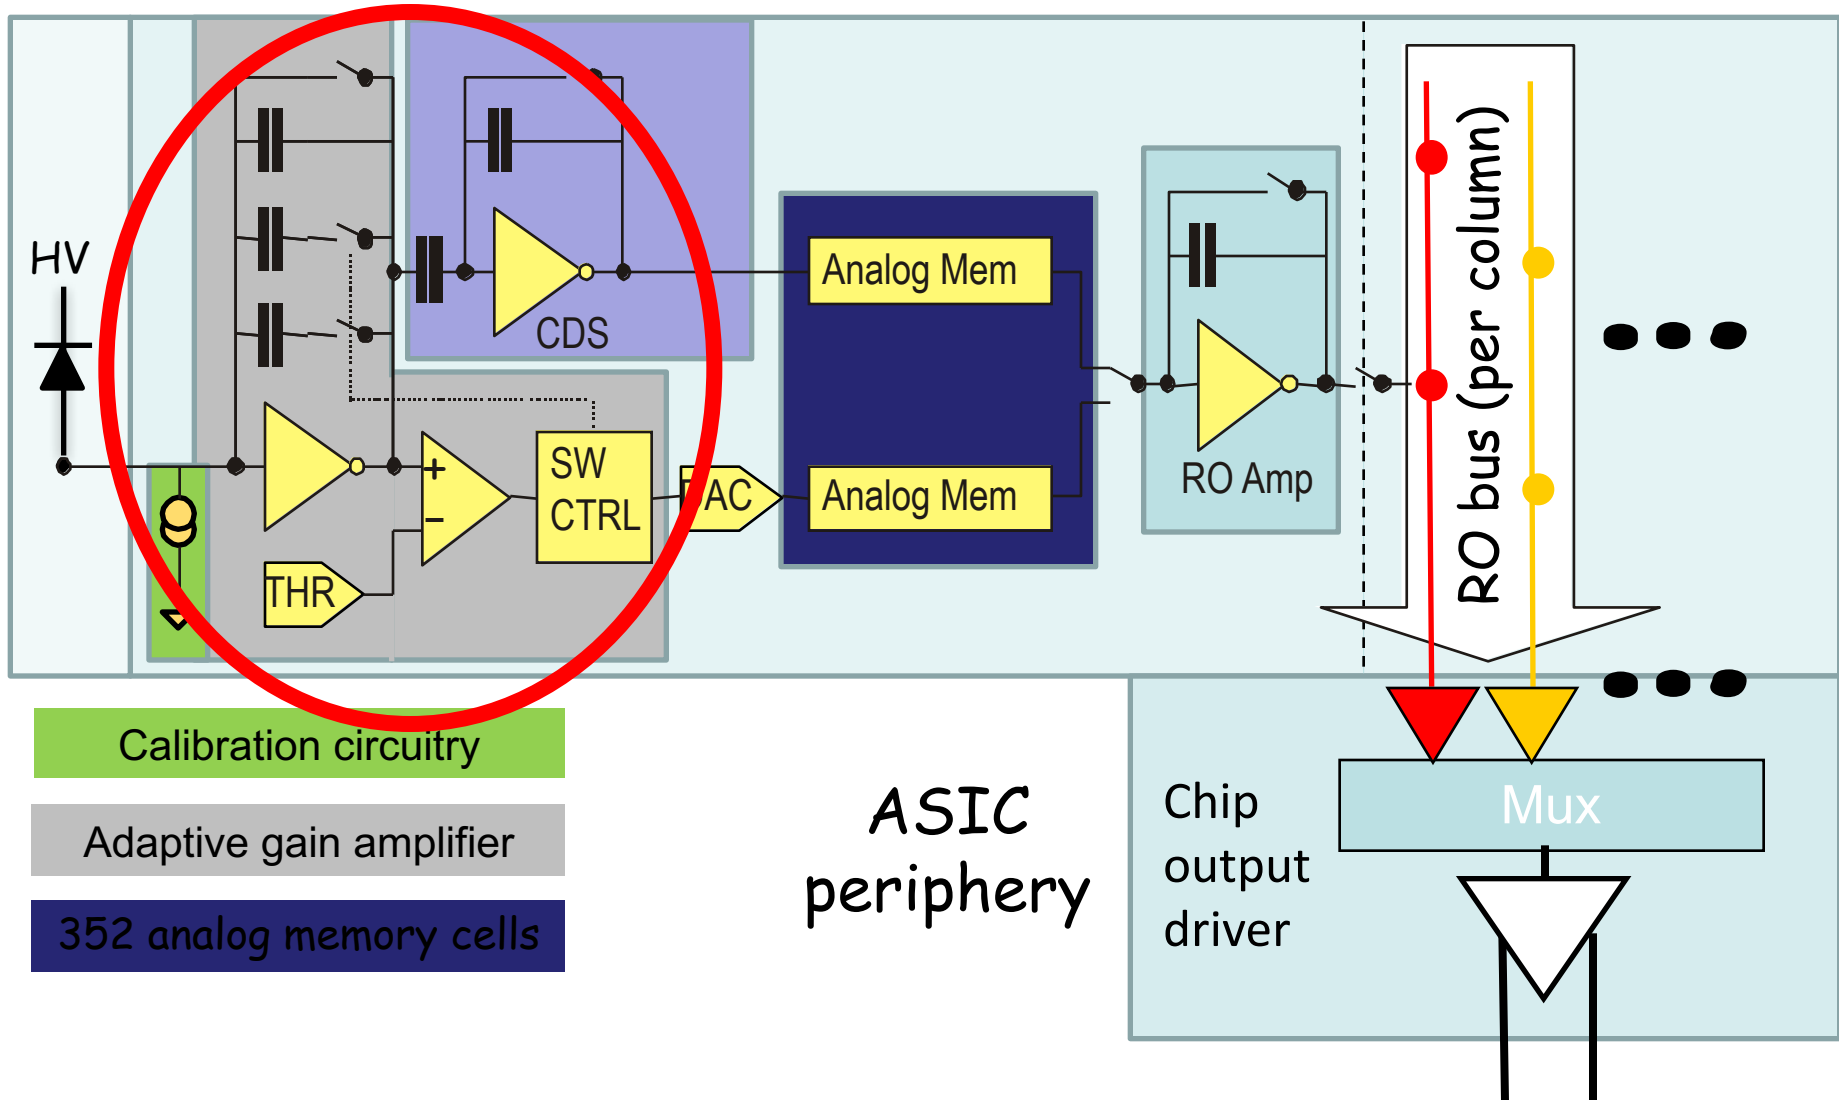 HV
CDS
+
−
SW
CTRL
THR
Analog Mem
Analog Mem
RO Amp
RO bus (per column)
Calibration circuitry
Adaptive gain amplifier
352 analog memory cells
ASIC
periphery
Chip
output
driver
Mux